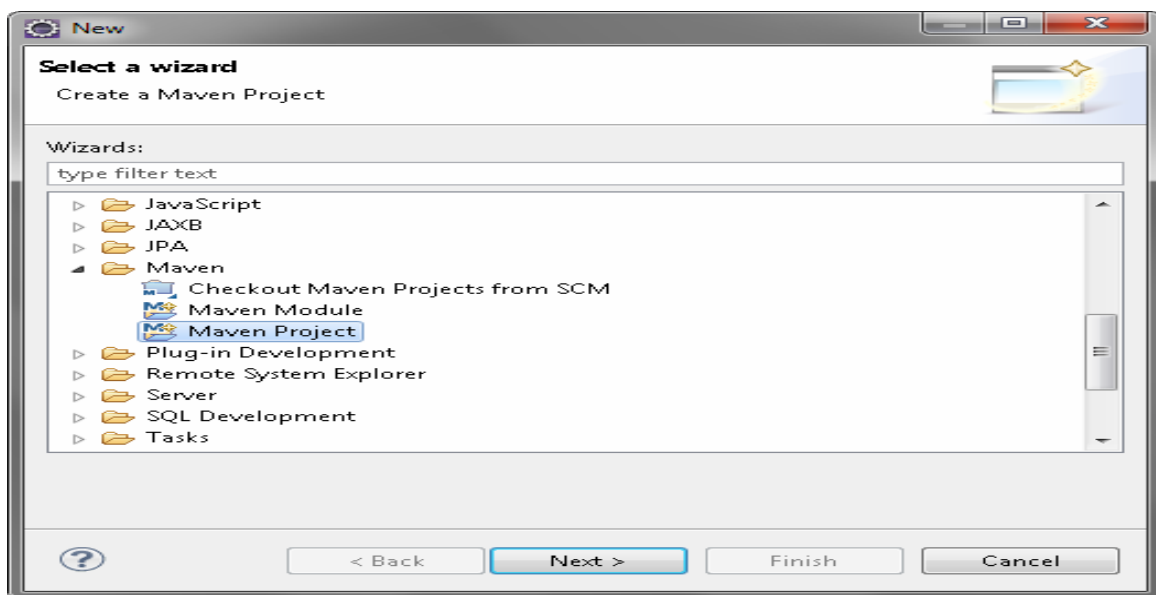 New
Select a wizard
Create a Maven Project
Wizards:
type filter text
JavaScript
JAXB
JPA
Maven
Checkout Maven Projects from SCM
Maven Module
Maven Project
Plug-in Development
Remote System Explorer
Server
SQL Development
Tasks
? < Back Next > Finish Cancel